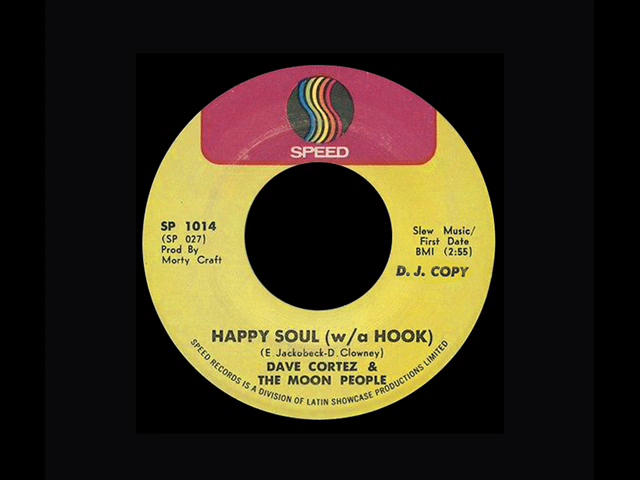 SPEED
SP 1014
(SP 027)
Prod By
Morty Craft
Slew Music/
First Date
BMI (2:55)
D. J. COPY
HAPPY SOUL (w/a HOOK)
(E. Jackobeck-D. Clowney)
DAVE CORTEZ &
THE MOON PEOPLE
SPEED RECORDS IS A DIVISION OF LATIN SHOWCASE PRODUCTIONS LIMITED